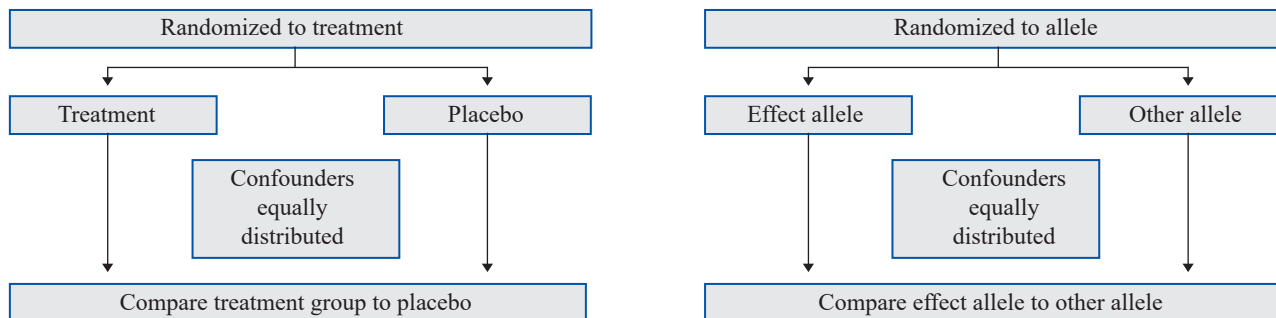 Randomized to treatment
Treatment
Placebo
Confounders
equally
distributed
Compare treatment group to placebo
Randomized to allele
Effect allele
Other allele
Confounders
equally
distributed
Compare effect allele to other allele